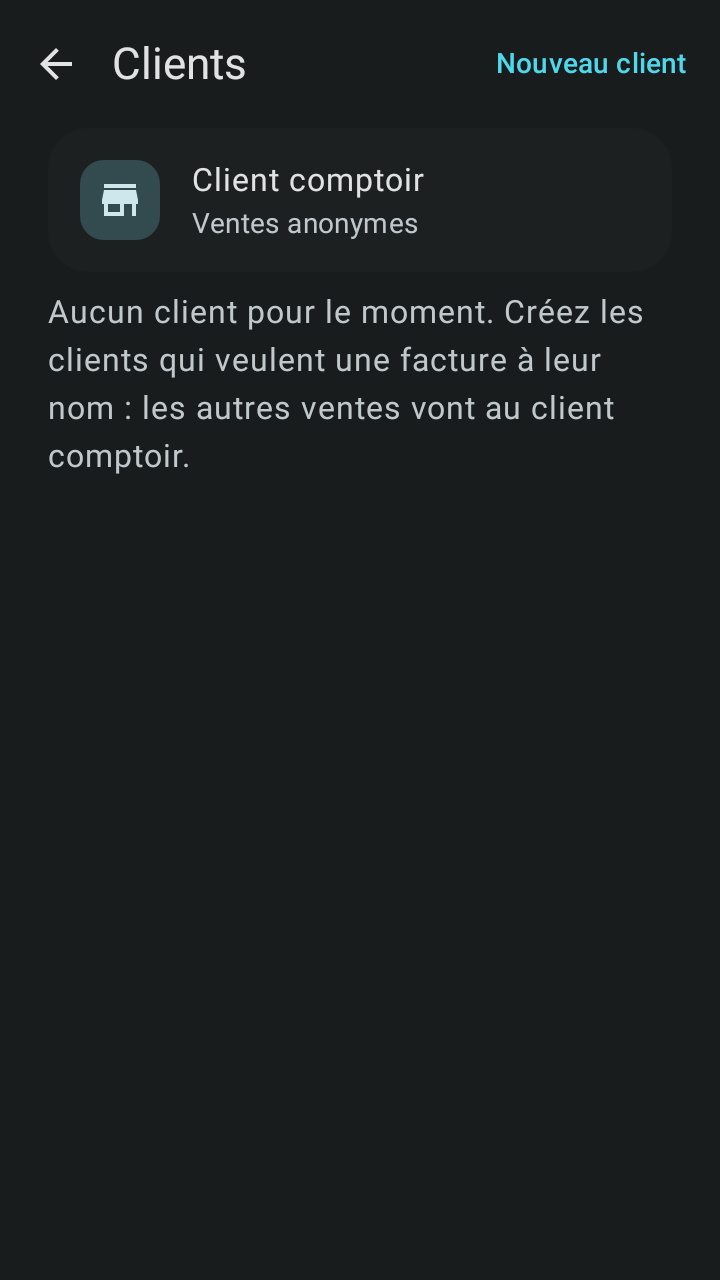 Clients
Nouveau client
Client comptoir
Ventes anonymes
Aucun client pour le moment. Créez les
clients qui veulent une facture à leur
nom : les autres ventes vont au client
comptoir.